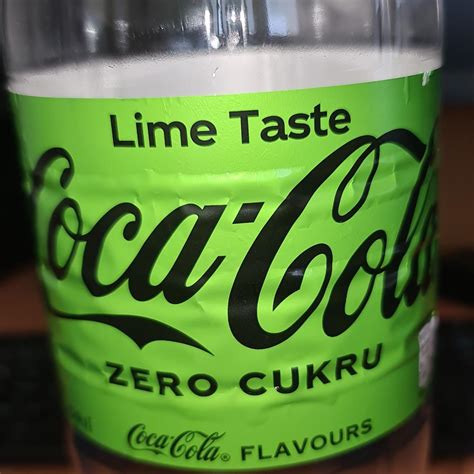 Lime Taste
Coca-Cola
ZERO CUKRU
Coca-Cola® FLAVOURS